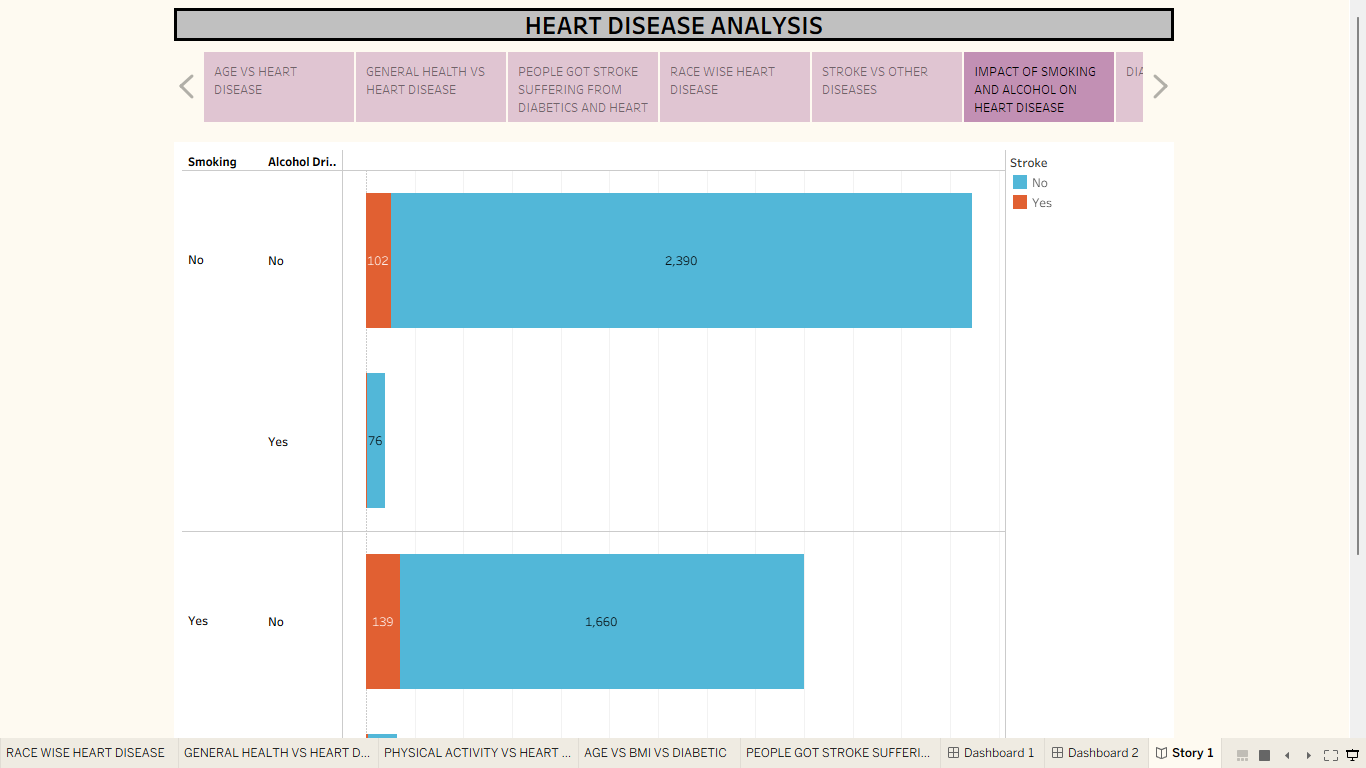 HEART DISEASE ANALYSIS
AGE VS HEART
DISEASE
GENERAL HEALTH VS
HEART DISEASE
PEOPLE GOT STROKE
SUFFERING FROM
DIABETICS AND HEART
RACE WISE HEART
DISEASE
STROKE VS OTHER
DISEASES
IMPACT OF SMOKING
AND ALCOHOL ON
HEART DISEASE
DIA
Smoking
Alcohol Dri..
Stroke
No
Yes
No
No
102
2,390
Yes
76
Yes
No
139
1,660
RACE WISE HEART DISEASE
GENERAL HEALTH VS HEART D...
PHYSICAL ACTIVITY VS HEART ...
AGE VS BMI VS DIABETIC
PEOPLE GOT STROKE SUFFERI...
Dashboard 1
Dashboard 2
Story 1